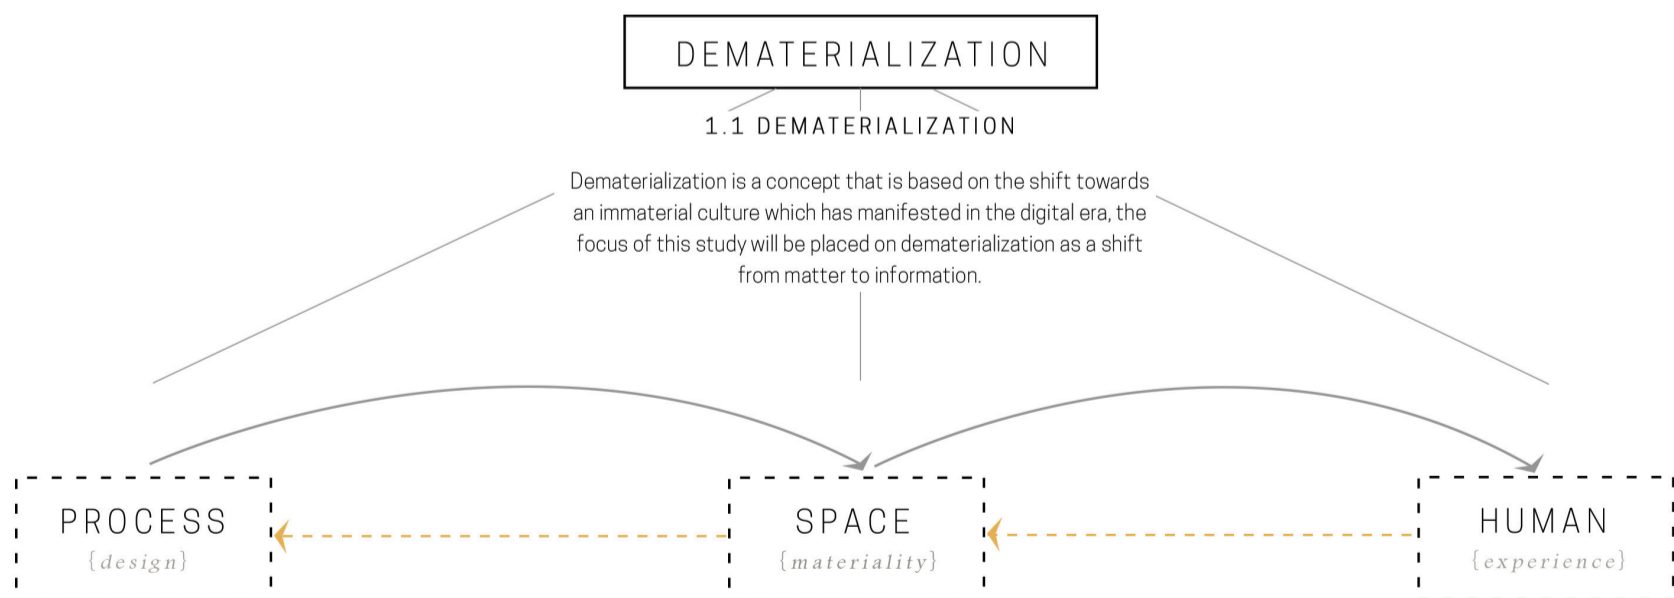 DEMATERIALIZATION
1.1 DEMATERIALIZATION
Dematerialization is a concept that is based on the shift towards
an immaterial culture which has manifested in the digital era, the
focus of this study will be placed on dematerialization as a shift
from matter to information.
PROCESS
{design}
SPACE
{materiality}
HUMAN
{experience}